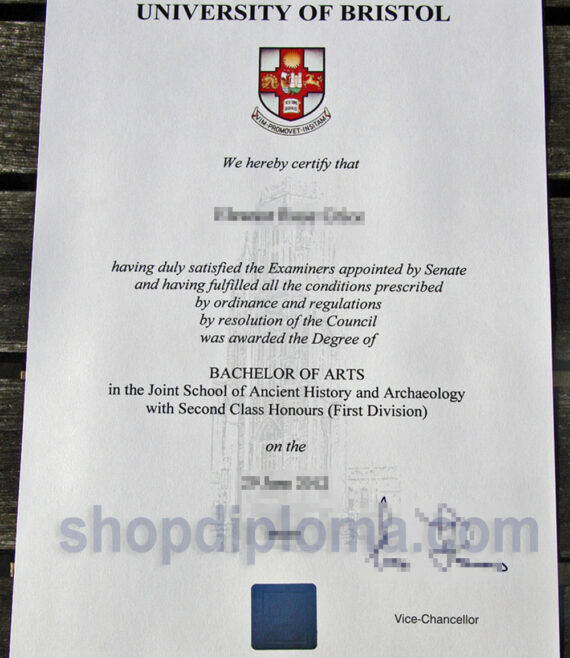 UNIVERSITY OF BRISTOL
VIM·PROMOVET·INSITAM
We hereby certify that
having duly satisfied the Examiners appointed by Senate
and having fulfilled all the conditions prescribed
by ordinance and regulations
by resolution of the Council
was awarded the Degree of
BACHELOR OF ARTS
in the Joint School of Ancient History and Archaeology
with Second Class Honours (First Division)
on the
shopdiploma.com
Vice-Chancellor